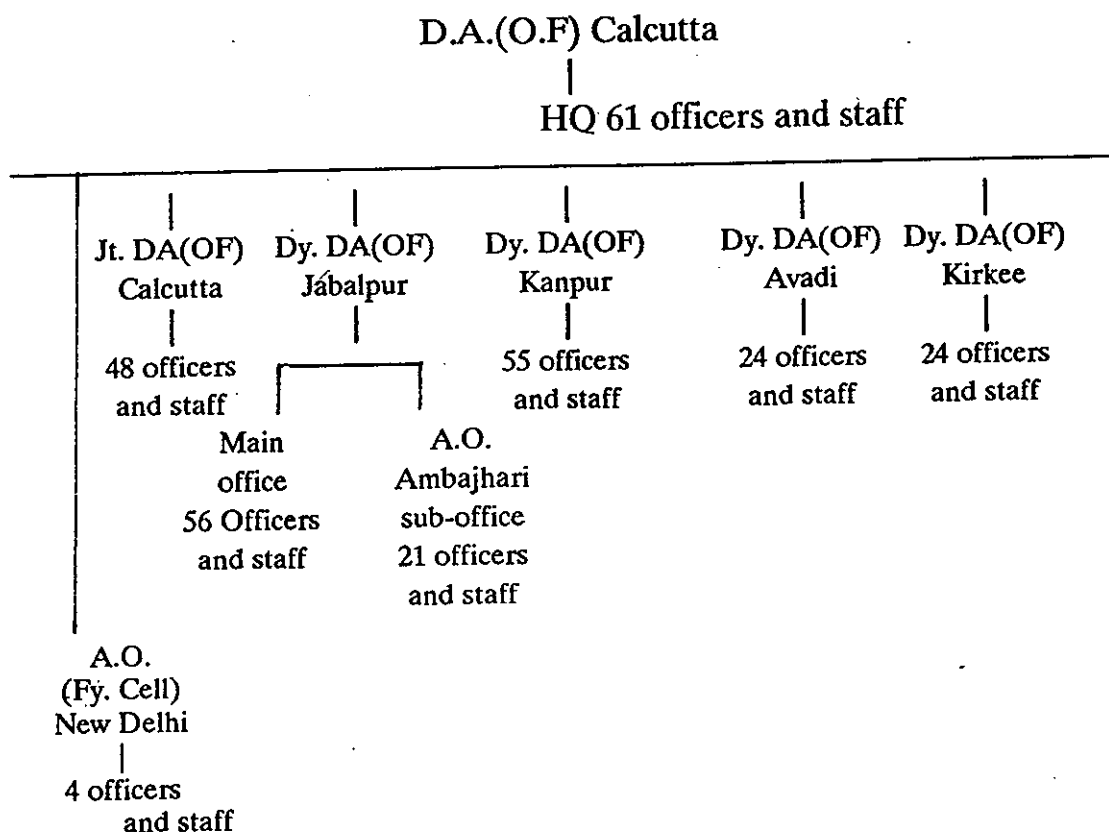 D.A.(O.F) Calcutta
HQ 61 officers and staff
Jt. DA(OF)
Calcutta
48 officers
and staff
Dy. DA(OF)
Jabalpur
Main
office
56 Officers
and staff
A.O.
Ambajhari
sub-office
21 officers
and staff
Dy. DA(OF)
Kanpur
55 officers
and staff
Dy. DA(OF)
Avadi
24 officers
and staff
Dy. DA(OF)
Kirkee
24 officers
and staff
A.O.
(Fy. Cell)
New Delhi
4 officers
and staff